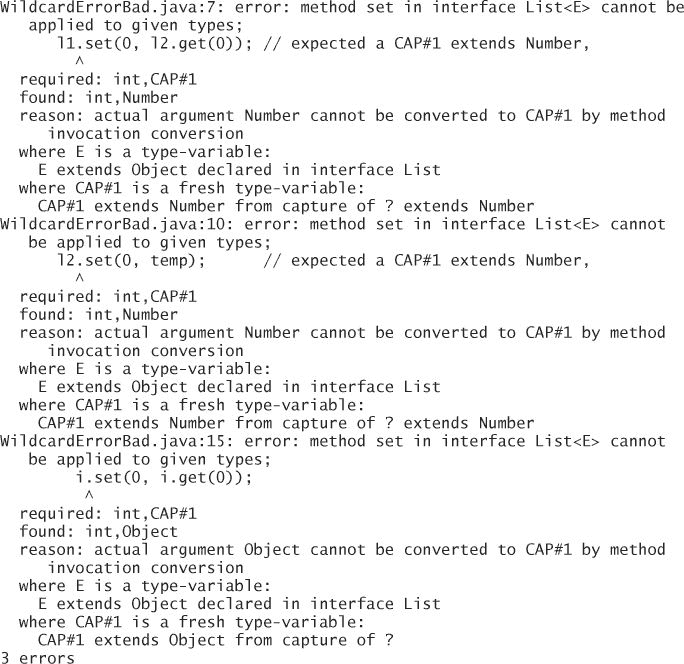 WildcardErrorBad.java:7: error: method set in interface List<E> cannot be
applied to given types;
l1.set(0, l2.get(0)); // expected a CAP#1 extends Number,
^
required: int,CAP#1
found: int,Number
reason: actual argument Number cannot be converted to CAP#1 by method
invocation conversion
where E is a type-variable:
E extends Object declared in interface List
where CAP#1 is a fresh type-variable:
CAP#1 extends Number from capture of ? extends Number
WildcardErrorBad.java:10: error: method set in interface List<E> cannot
be applied to given types;
l2.set(0, temp); // expected a CAP#1 extends Number,
^
required: int,CAP#1
found: int,Number
reason: actual argument Number cannot be converted to CAP#1 by method
invocation conversion
where E is a type-variable:
E extends Object declared in interface List
where CAP#1 is a fresh type-variable:
CAP#1 extends Number from capture of ? extends Number
WildcardErrorBad.java:15: error: method set in interface List<E> cannot
be applied to given types;
i.set(0, i.get(0));
^
required: int,CAP#1
found: int,Object
reason: actual argument Object cannot be converted to CAP#1 by method
invocation conversion
where E is a type-variable:
E extends Object declared in interface List
where CAP#1 is a fresh type-variable:
CAP#1 extends Object from capture of ?
3 errors